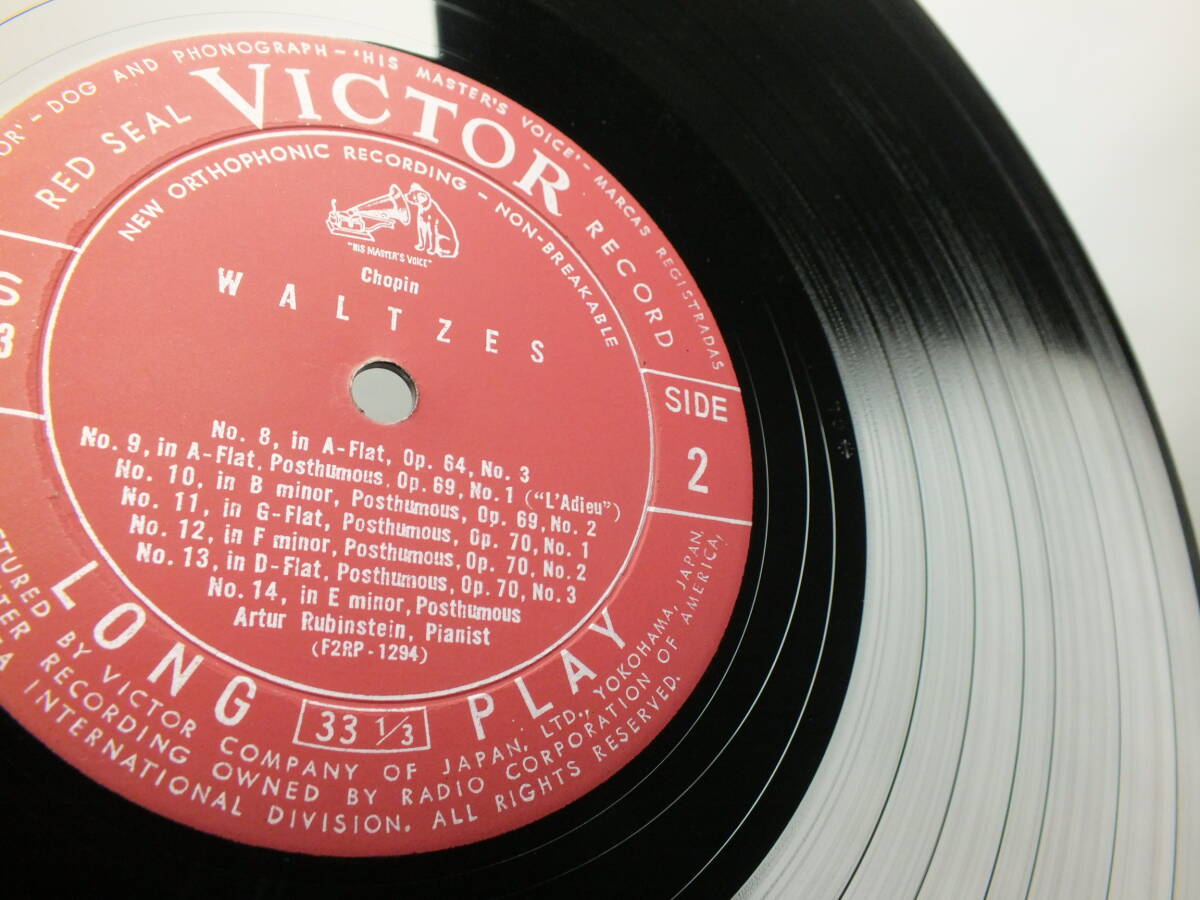 OR' - DOG AND PHONOGRAPH - 'HIS MASTER'S VOICE' - MARCAS REGISTRADAS
RED SEAL VICTOR RECORD
NEW ORTHOPHONIC RECORDING - NON-BREAKABLE
"HIS MASTER'S VOICE"
Chopin
WALTZES
S
3
SIDE
2
No. 8, in A-Flat, Op. 64, No. 3
No. 9, in A-Flat, Posthumous, Op. 69, No. 1 ("L'Adieu")
No. 10, in B minor, Posthumous, Op. 69, No. 2
No. 11, in G-Flat, Posthumous, Op. 70, No. 1
No. 12, in F minor, Posthumous, Op. 70, No. 2
No. 13, in D-Flat, Posthumous, Op. 70, No. 3
No. 14, in E minor, Posthumous
Artur Rubinstein, Pianist
(F2RP-1294)
LONG 33 1/3 PLAY
CTURED BY VICTOR COMPANY OF JAPAN, LTD., YOKOHAMA, JAPAN.
TER RECORDING OWNED BY RADIO CORPORATION OF AMERICA,
A INTERNATIONAL DIVISION. ALL RIGHTS RESERVED.